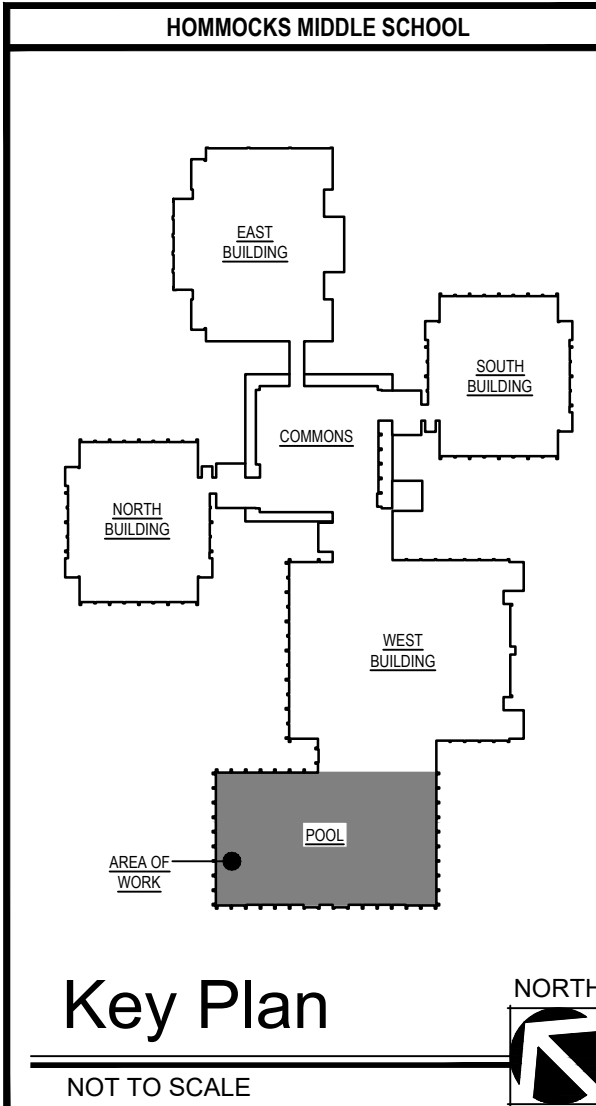 HOMMOCKS MIDDLE SCHOOL
EAST
BUILDING
SOUTH
BUILDING
COMMONS
NORTH
BUILDING
WEST
BUILDING
POOL
AREA OF
WORK
Key Plan
NORTH
NOT TO SCALE